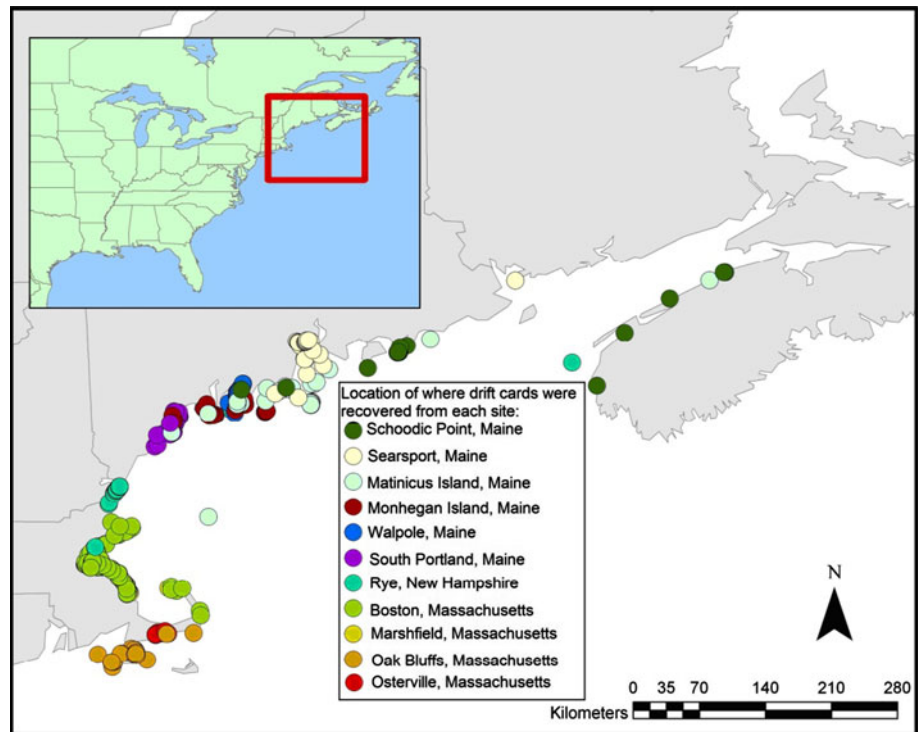 Location of where drift cards were
recovered from each site:
Schoodic Point, Maine
Searsport, Maine
Matinicus Island, Maine
Monhegan Island, Maine
Walpole, Maine
South Portland, Maine
Rye, New Hampshire
Boston, Massachusetts
Marshfield, Massachusetts
Oak Bluffs, Massachusetts
Osterville, Massachusetts
N
0 35 70 140 210 280
Kilometers